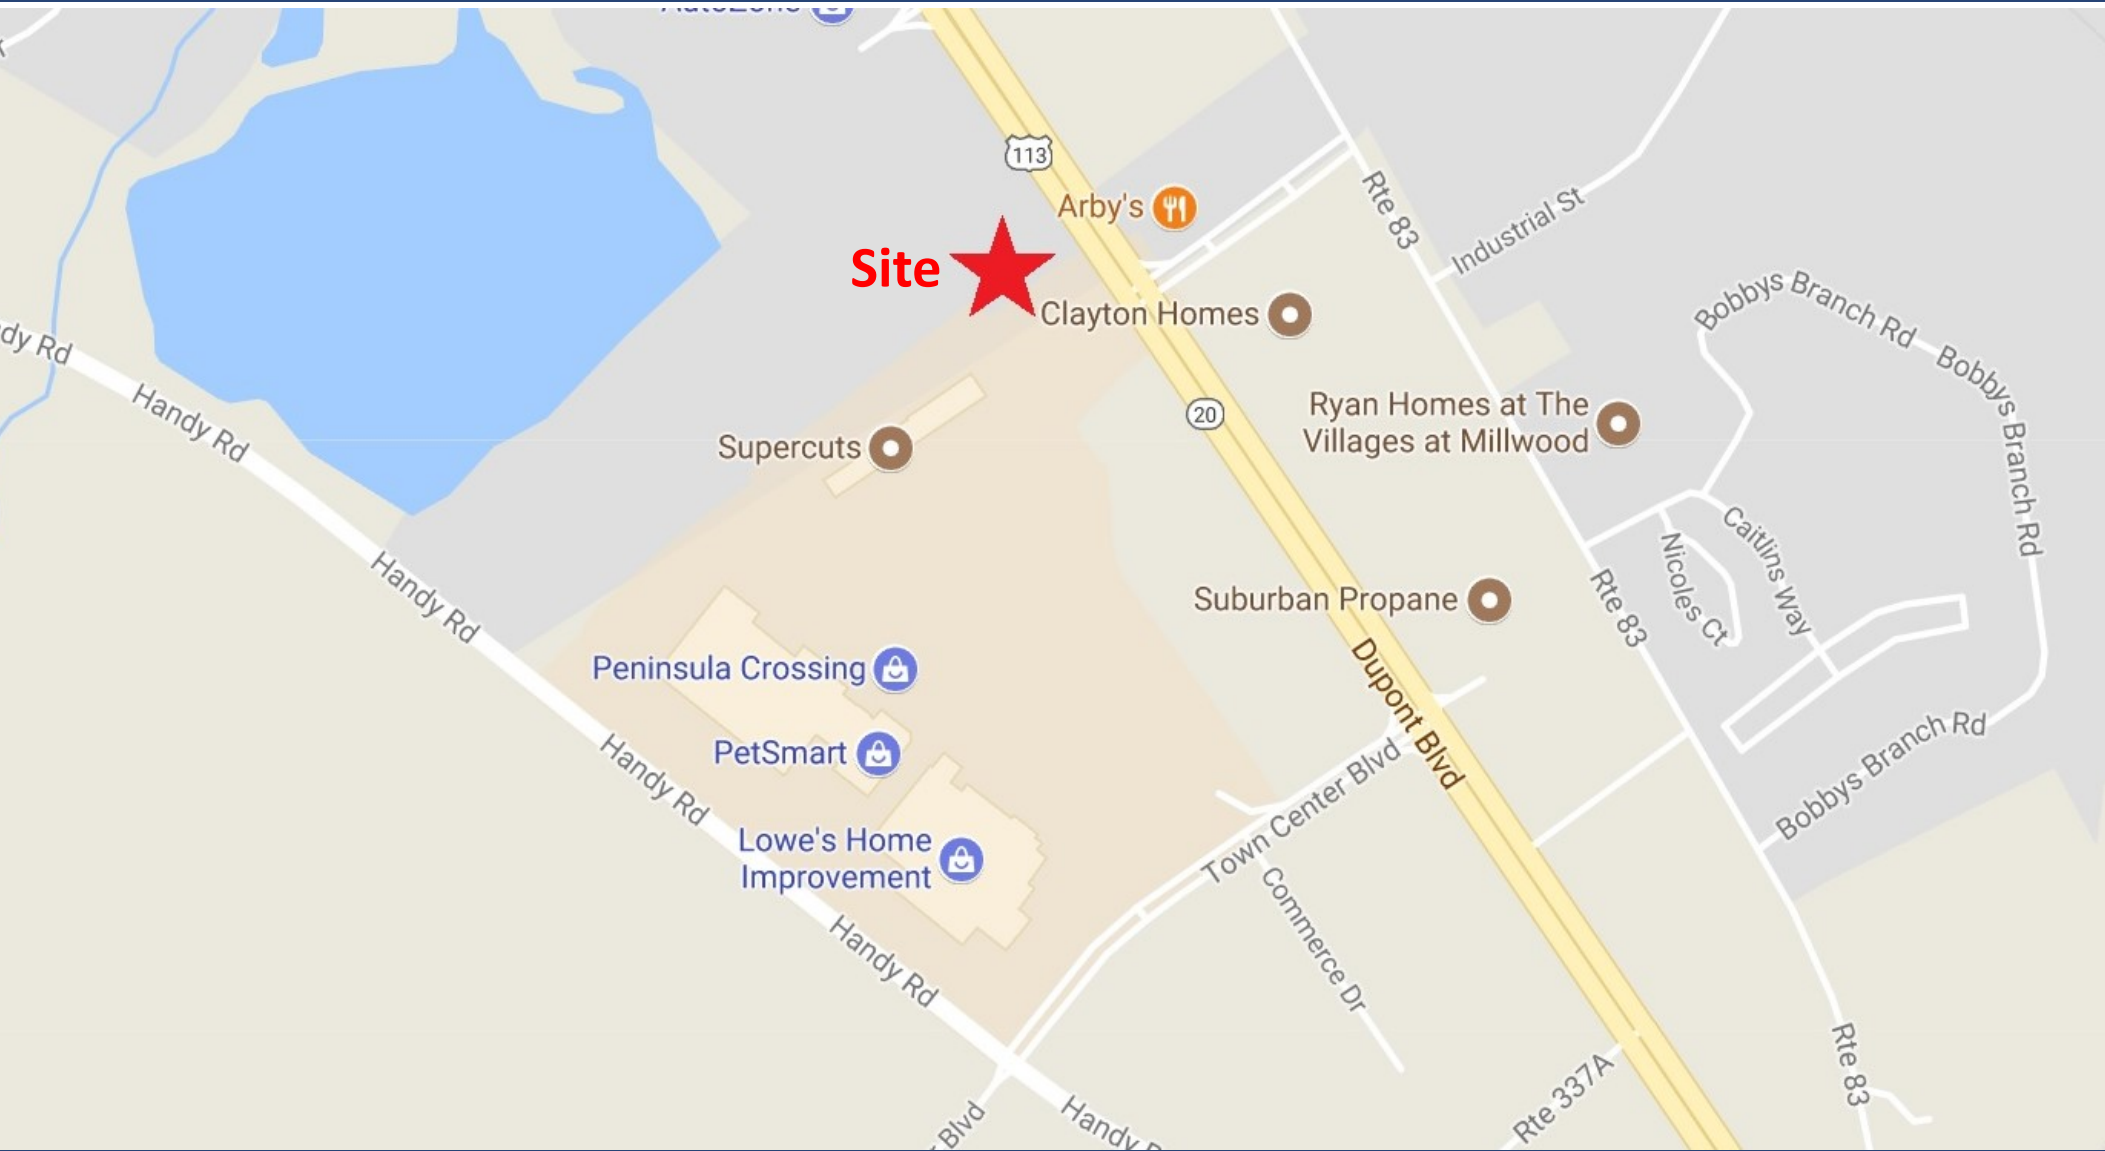 AutoZone
113
Arby's
Rte 83
Industrial St
Site
Clayton Homes
Bobbys Branch Rd
Bobbys Branch Rd
dy Rd
Handy Rd
20
Ryan Homes at The
Villages at Millwood
Supercuts
Caitlins Way
Nicoles Ct
Handy Rd
Suburban Propane
Rte 83
Peninsula Crossing
Dupont Blvd
PetSmart
Handy Rd
Town Center Blvd
Bobbys Branch Rd
Lowe's Home
Improvement
Commerce Dr
Handy Rd
Rte 83
Rte 337A
Blvd
Handy